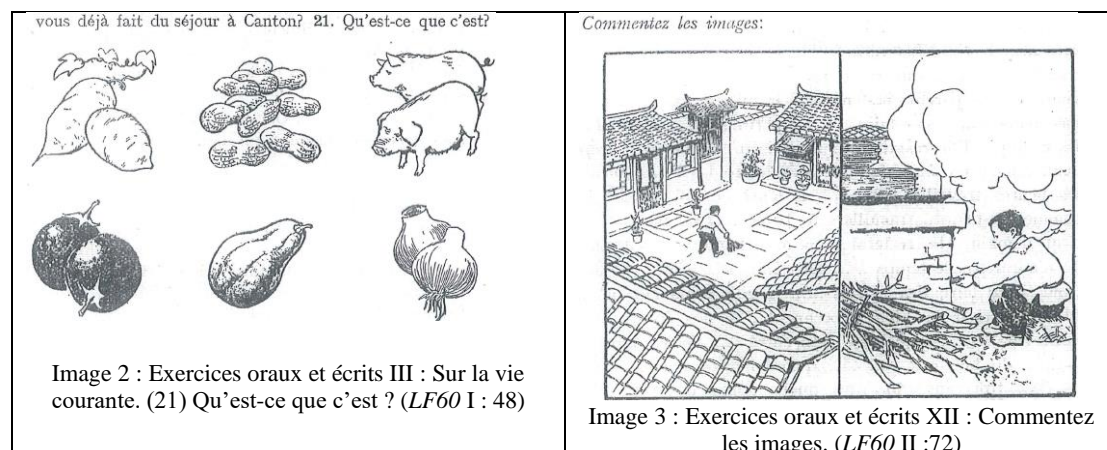 vous déjà fait du séjour à Canton? 21. Qu'est-ce que c'est?
Image 2 : Exercices oraux et écrits III : Sur la vie
courante. (21) Qu'est-ce que c'est ? (LF60 I : 48)
Commentez les images:
Image 3 : Exercices oraux et écrits XII : Commentez
les images. (LF60 II :72)